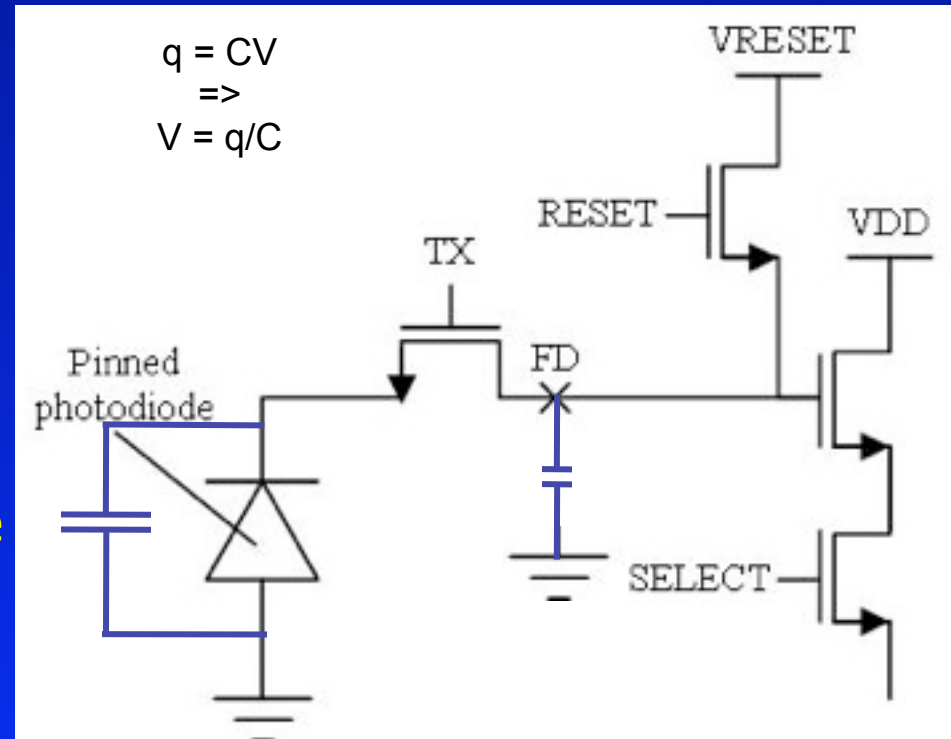 q = CV
=>
V = q/C
VRESET
RESET
VDD
TX
FD
Pinned
photodiode
SELECT
e